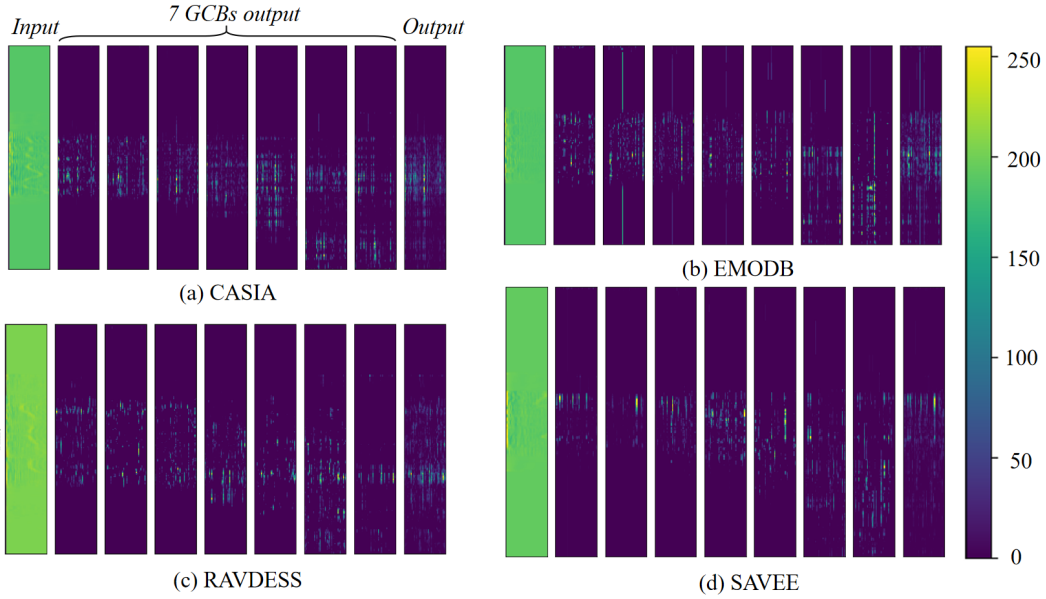 7 GCBs output
Input
Output
(a) CASIA
(b) EMODB
(c) RAVDESS
(d) SAVEE
250
200
150
100
50
0